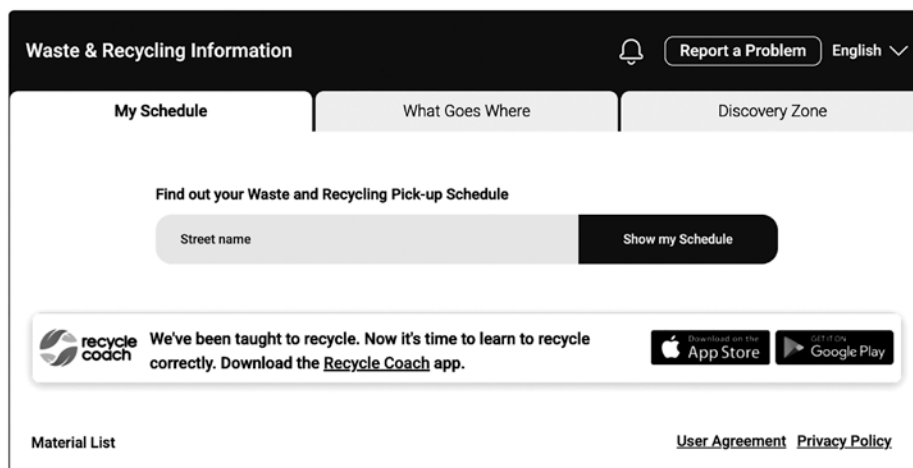 Waste & Recycling Information
Report a Problem
English
My Schedule
What Goes Where
Discovery Zone
Find out your Waste and Recycling Pick-up Schedule
Street name
Show my Schedule
recycle
coach
We've been taught to recycle. Now it's time to learn to recycle
correctly. Download the Recycle Coach app.
Download on the
App Store
GET IT ON
Google Play
Material List
User Agreement
Privacy Policy